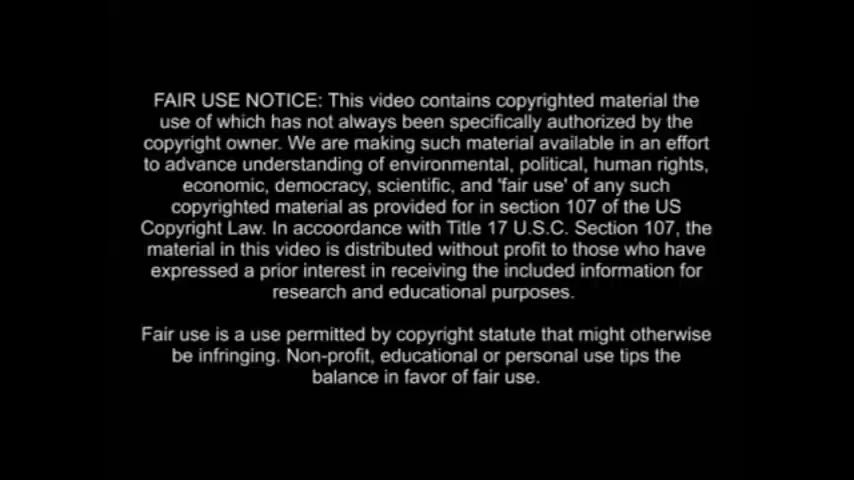 FAIR USE NOTICE: This video contains copyrighted material the
use of which has not always been specifically authorized by the
copyright owner. We are making such material available in an effort
to advance understanding of environmental, political, human rights,
economic, democracy, scientific, and 'fair use' of any such
copyrighted material as provided for in section 107 of the US
Copyright Law. In accoordance with Title 17 U.S.C. Section 107, the
material in this video is distributed without profit to those who have
expressed a prior interest in receiving the included information for
research and educational purposes.
Fair use is a use permitted by copyright statute that might otherwise
be infringing. Non-profit, educational or personal use tips the
balance in favor of fair use.